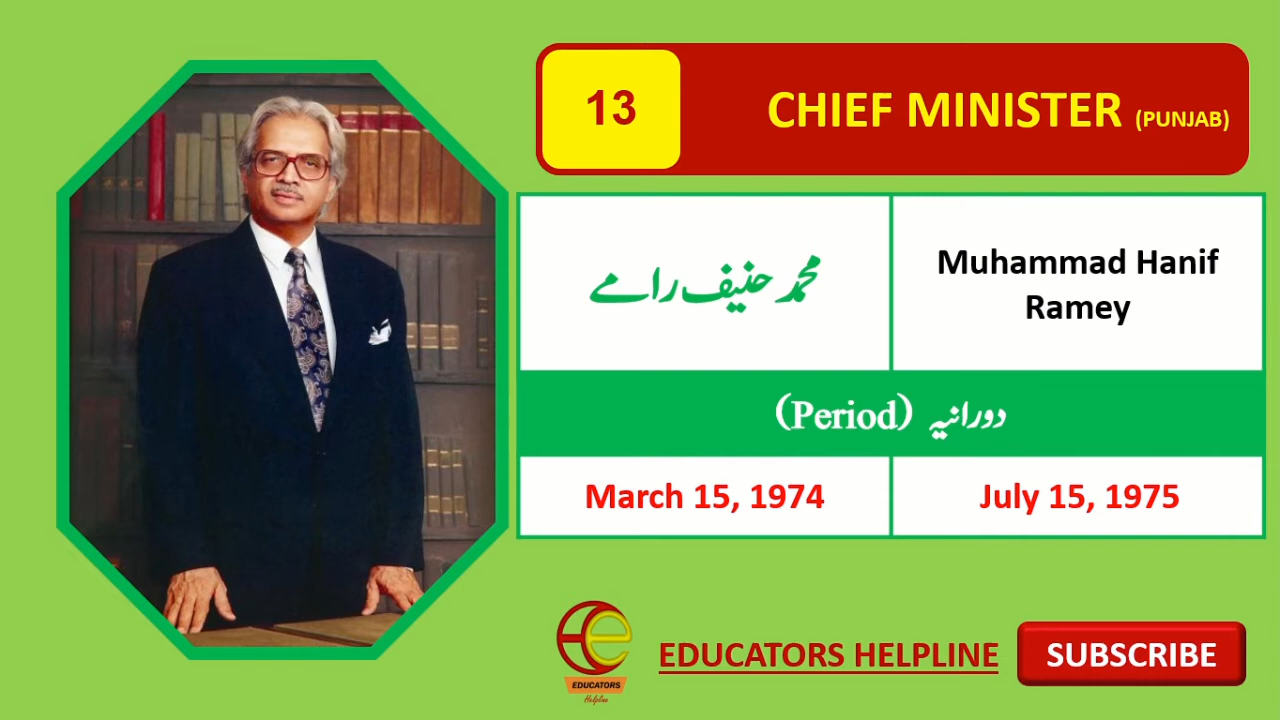 13
CHIEF MINISTER (PUNJAB)
محمد حنیف رامے
Muhammad Hanif
Ramey
دورانیہ (Period)
March 15, 1974
July 15, 1975
EDUCATORS
Helpline
EDUCATORS HELPLINE
SUBSCRIBE